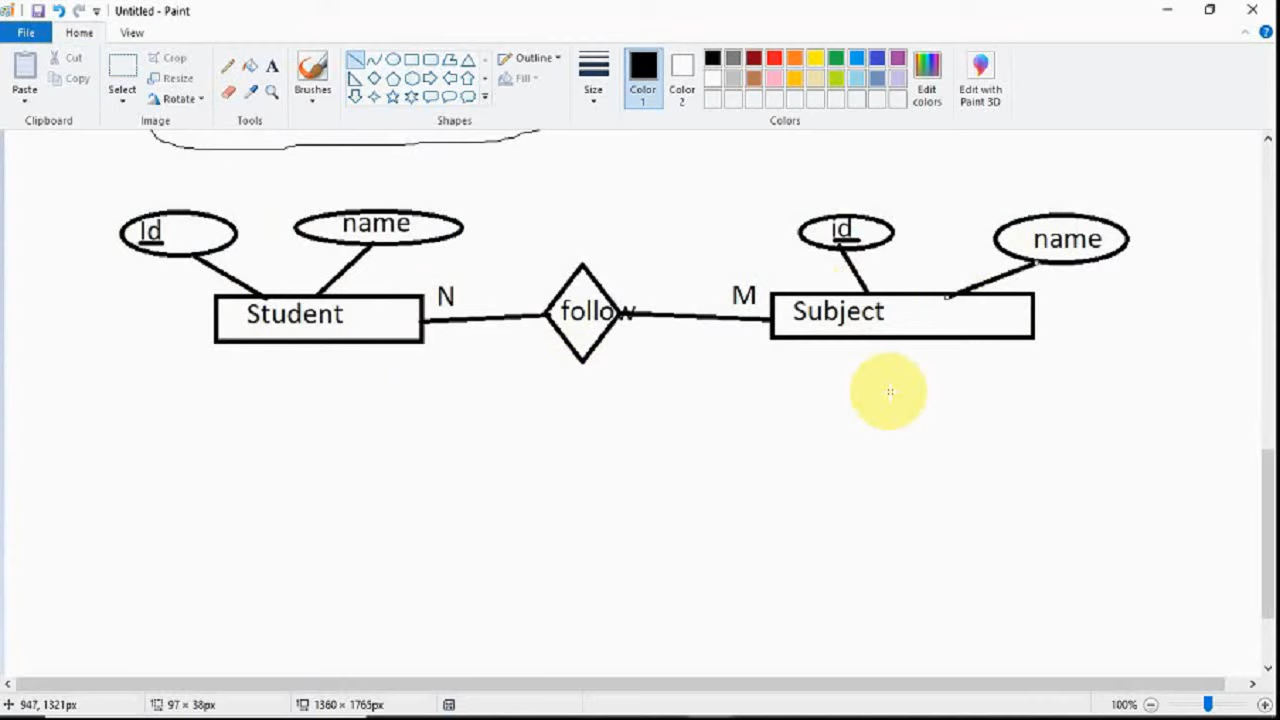 Untitled - Paint
File Home View
Paste
Cut
Copy
Clipboard
Select
Crop
Resize
Rotate
Image
A
Tools
Brushes
Shapes
Outline
Fill
Size
Color 1
Color 2
Edit colors
Colors
Edit with Paint 3D
id name id name
Student N follow M Subject
947, 1321px 97 × 38px 1360 × 1765px 100%